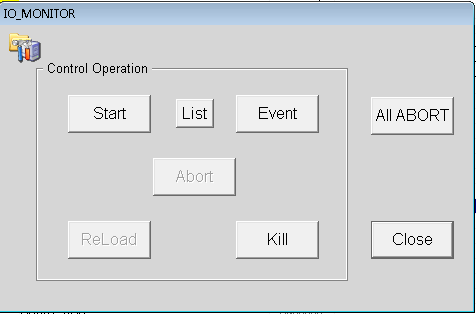 IO_MONITOR
Control Operation
Start
List
Event
All ABORT
Abort
ReLoad
Kill
Close